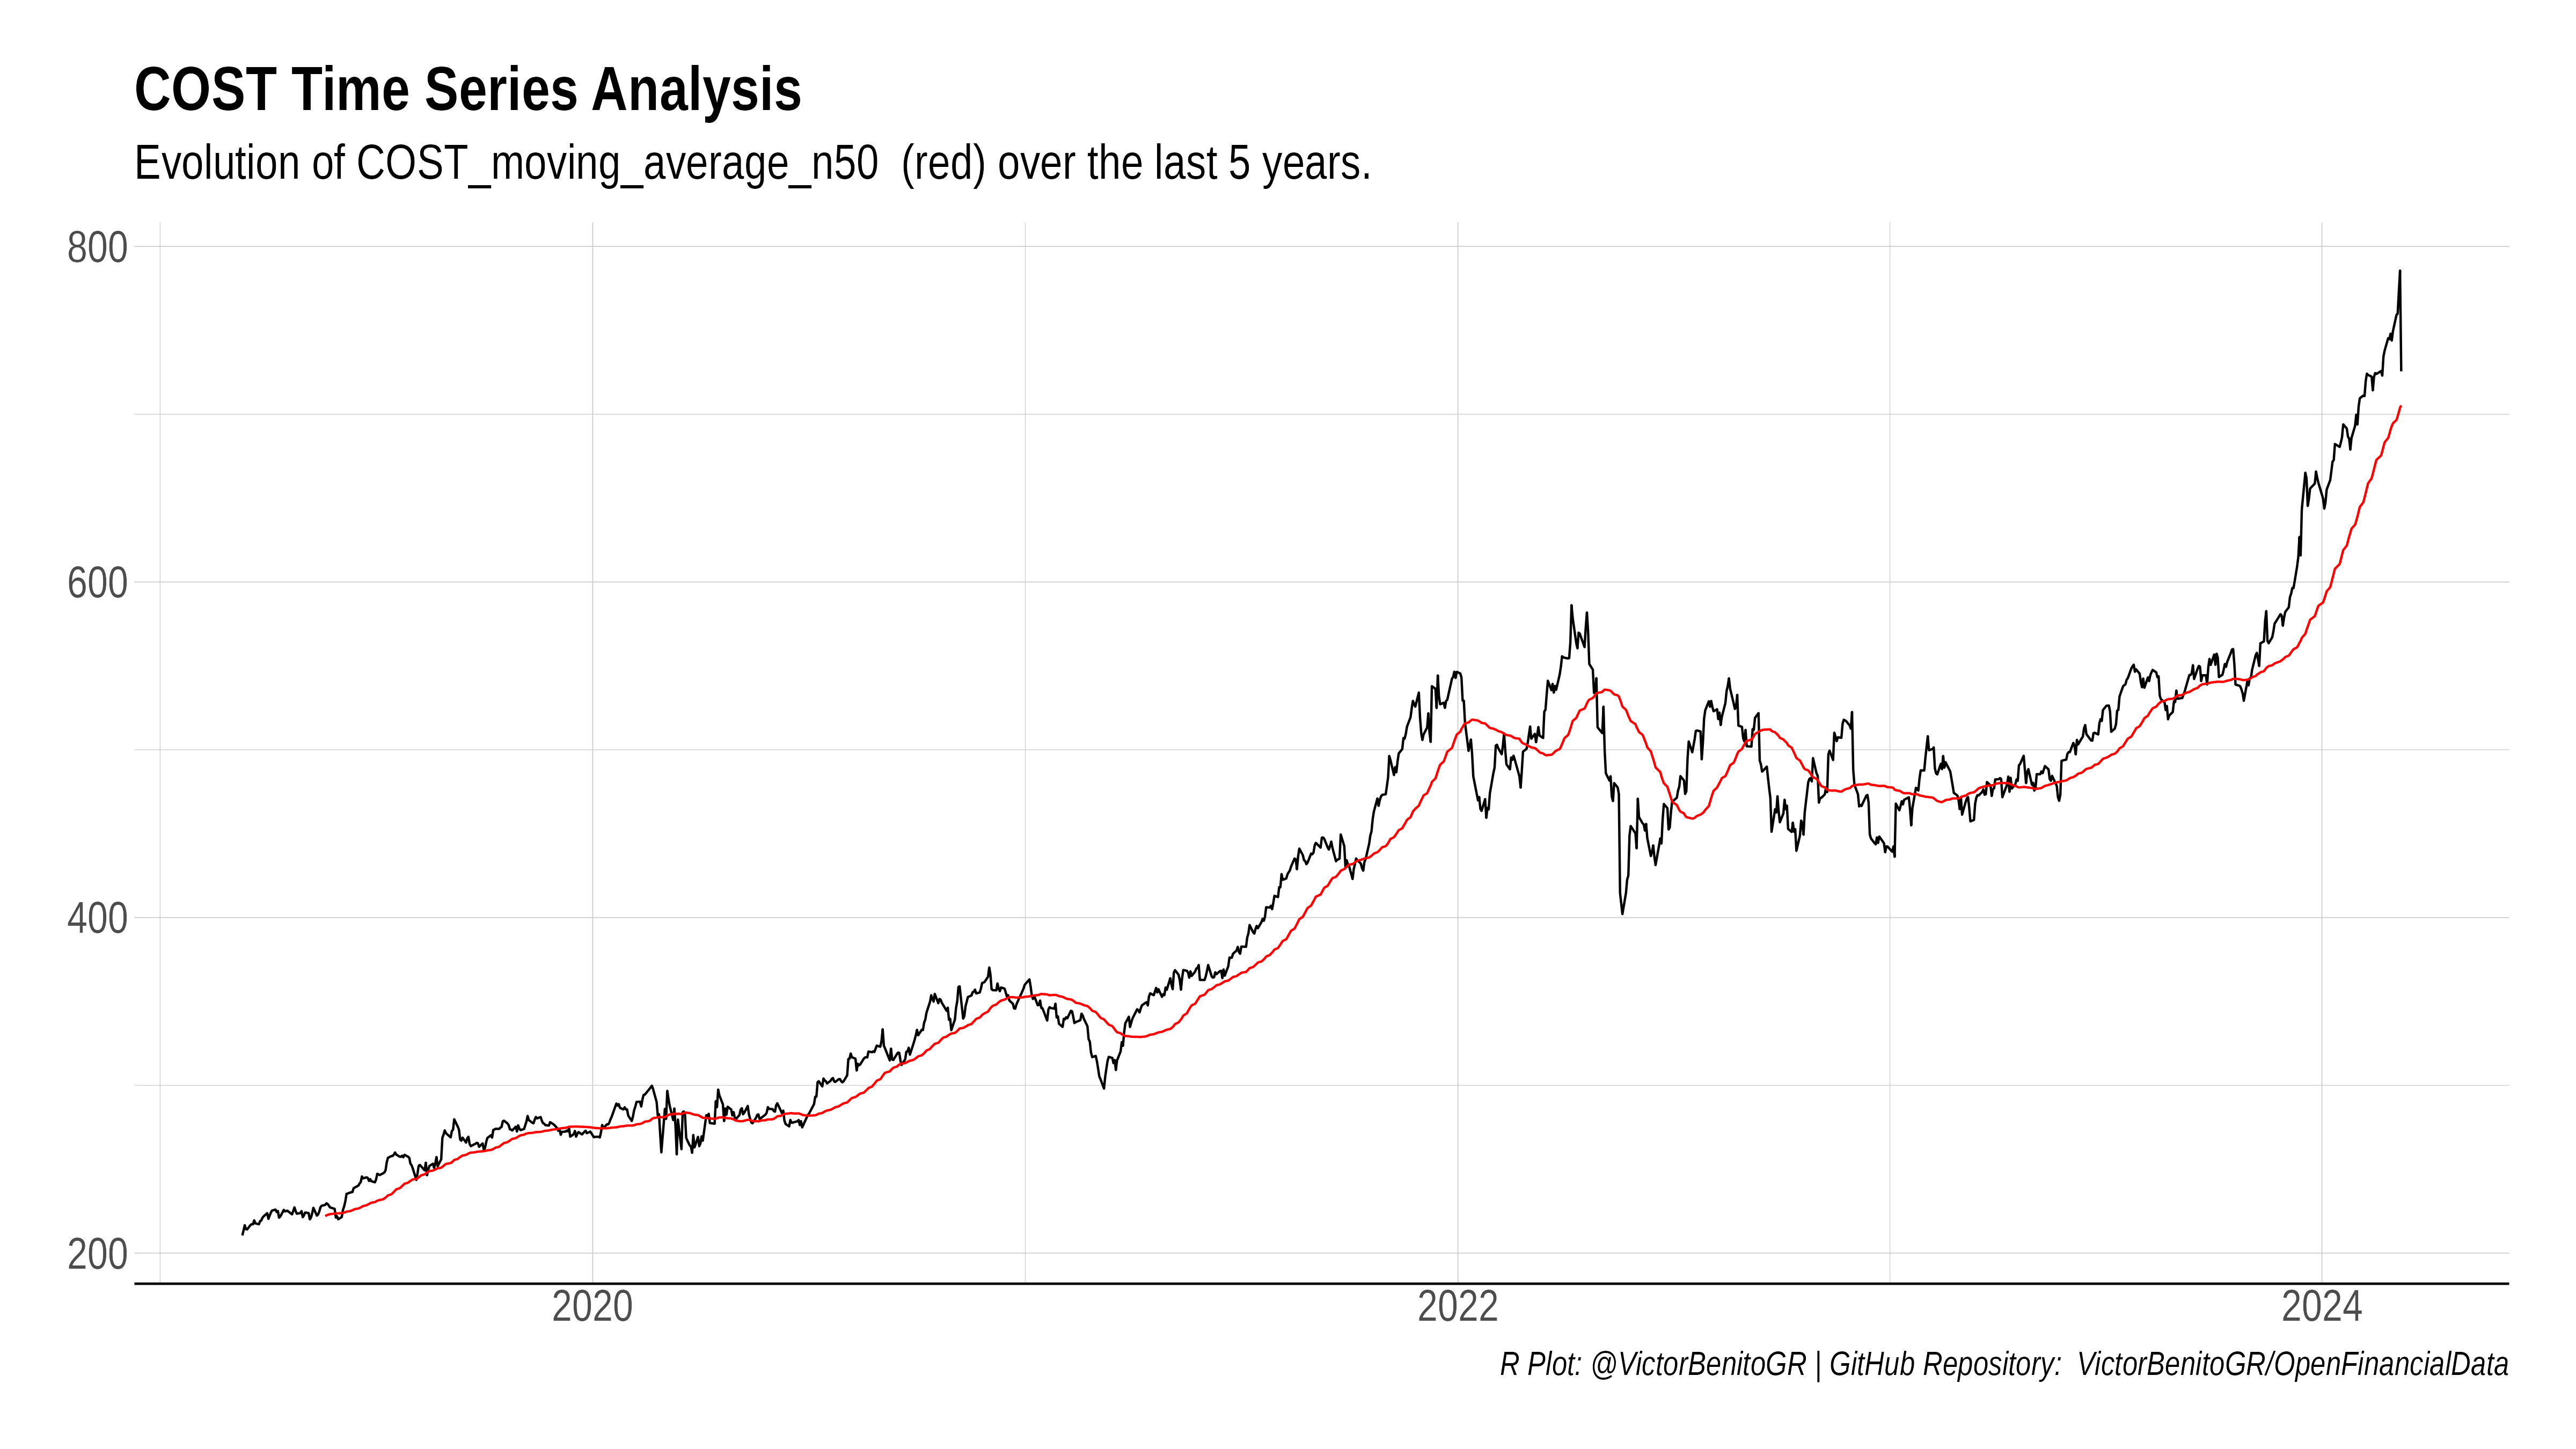 COST Time Series Analysis
Evolution of COST_moving_average_n50  (red) over the last 5 years.
800
600
400
200
2020
2022
2024
R Plot: @VictorBenitoGR | GitHub Repository:  VictorBenitoGR/OpenFinancialData